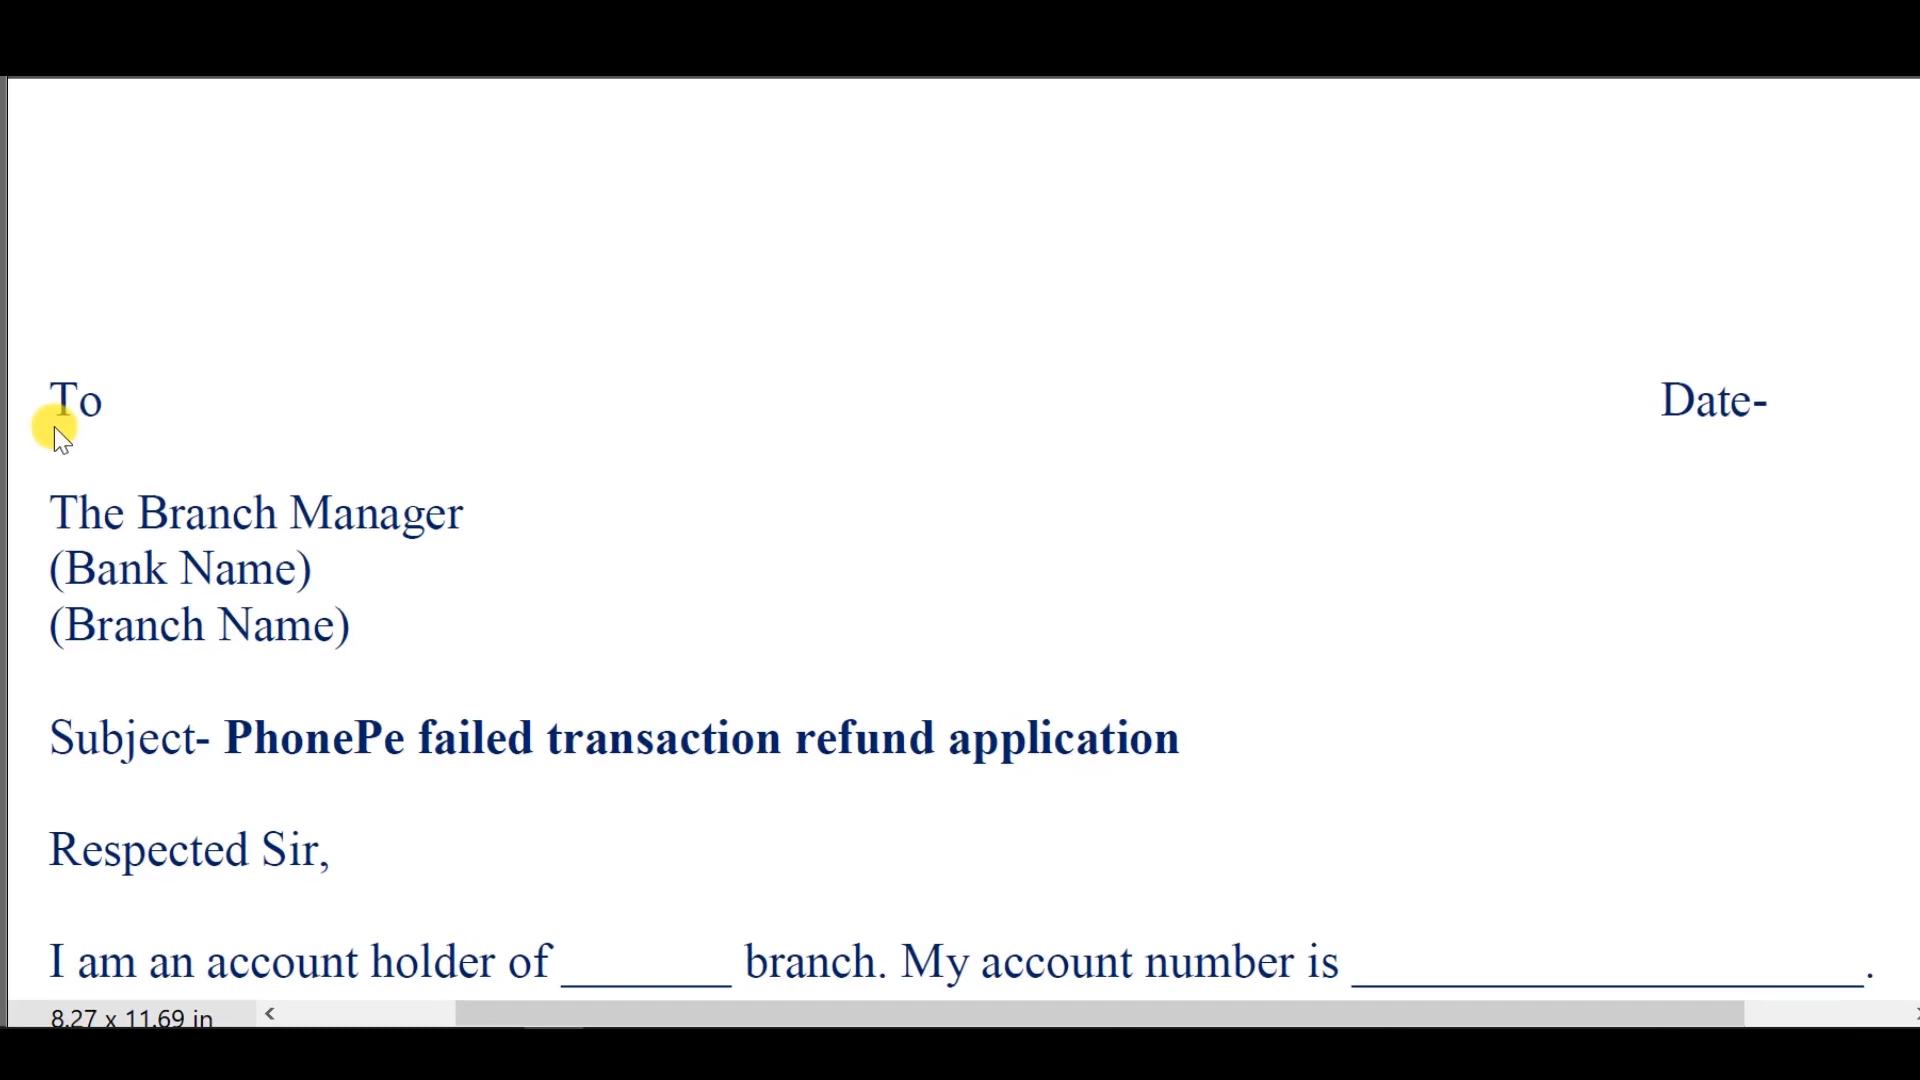 To Date-
The Branch Manager
(Bank Name)
(Branch Name)
Subject- PhonePe failed transaction refund application
Respected Sir,
I am an account holder of _______ branch. My account number is _____________________.
8.27 x 11.69 in